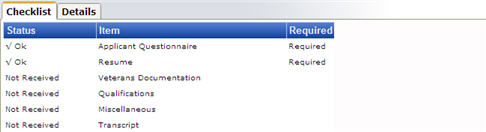 Checklist Details
Status Item Required
√ Ok Applicant Questionnaire Required
√ Ok Resume Required
Not Received Veterans Documentation
Not Received Qualifications
Not Received Miscellaneous
Not Received Transcript